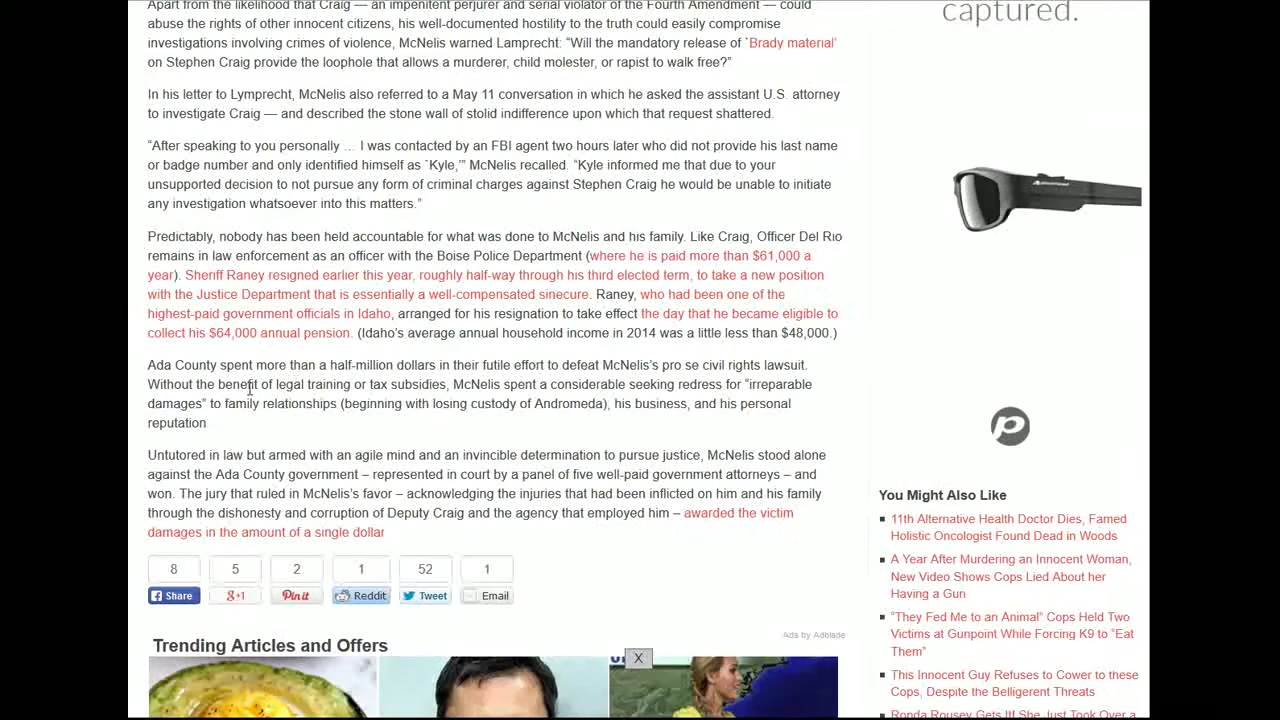 captured.
Apart from the likelihood that Craig — an impenitent perjurer and serial violator of the Fourth Amendment — could
abuse the rights of other innocent citizens, his well-documented hostility to the truth could easily compromise
investigations involving crimes of violence, McNelis warned Lamprecht: “Will the mandatory release of `Brady material’
on Stephen Craig provide the loophole that allows a murderer, child molester, or rapist to walk free?”
In his letter to Lymprecht, McNelis also referred to a May 11 conversation in which he asked the assistant U.S. attorney
to investigate Craig — and described the stone wall of stolid indifference upon which that request shattered.
“After speaking to you personally … I was contacted by an FBI agent two hours later who did not provide his last name
or badge number and only identified himself as `Kyle,’” McNelis recalled. “Kyle informed me that due to your
unsupported decision to not pursue any form of criminal charges against Stephen Craig he would be unable to initiate
any investigation whatsoever into this matters.”
Predictably, nobody has been held accountable for what was done to McNelis and his family. Like Craig, Officer Del Rio
remains in law enforcement as an officer with the Boise Police Department (where he is paid more than $61,000 a
year). Sheriff Raney resigned earlier this year, roughly half-way through his third elected term, to take a new position
with the Justice Department that is essentially a well-compensated sinecure. Raney, who had been one of the
highest-paid government officials in Idaho, arranged for his resignation to take effect the day that he became eligible to
collect his $64,000 annual pension. (Idaho’s average annual household income in 2014 was a little less than $48,000.)
Ada County spent more than a half-million dollars in their futile effort to defeat McNelis’s pro se civil rights lawsuit.
Without the benefit of legal training or tax subsidies, McNelis spent a considerable seeking redress for “irreparable
damages” to family relationships (beginning with losing custody of Andromeda), his business, and his personal
reputation
Untutored in law but armed with an agile mind and an invincible determination to pursue justice, McNelis stood alone
against the Ada County government – represented in court by a panel of five well-paid government attorneys – and
won. The jury that ruled in McNelis’s favor – acknowledging the injuries that had been inflicted on him and his family
through the dishonesty and corruption of Deputy Craig and the agency that employed him – awarded the victim
damages in the amount of a single dollar
8 5 2 1 52 1
Share +1 Pin it Reddit Tweet Email
Ads by Adblade
Trending Articles and Offers
X
You Might Also Like
11th Alternative Health Doctor Dies, Famed
Holistic Oncologist Found Dead in Woods
A Year After Murdering an Innocent Woman,
New Video Shows Cops Lied About her
Having a Gun
“They Fed Me to an Animal” Cops Held Two
Victims at Gunpoint While Forcing K9 to “Eat
Them”
This Innocent Guy Refuses to Cower to these
Cops, Despite the Belligerent Threats
Ronda Rousey Gets It! She Just Took Over a